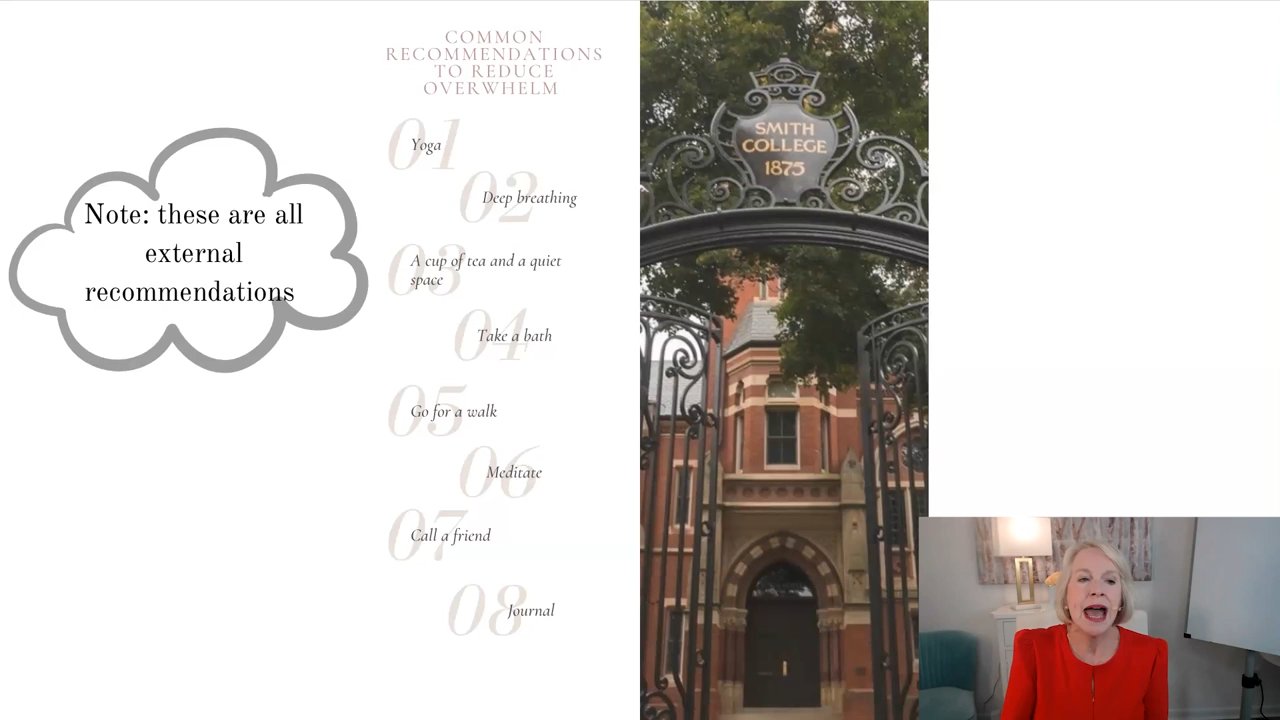 COMMON
RECOMMENDATIONS
TO REDUCE
OVERWHELM
Note: these are all
external
recommendations
01
Yoga
02
Deep breathing
03
A cup of tea and a quiet
space
04
Take a bath
05
Go for a walk
06
Meditate
07
Call a friend
08
Journal
SMITH
COLLEGE
1875